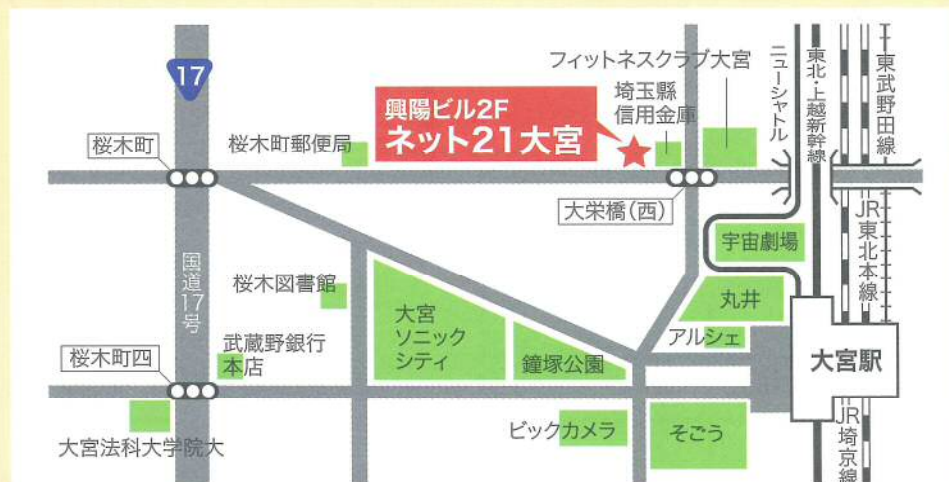 17
フィットネスクラブ大宮
埼玉縣
信用金庫
興陽ビル2F
ネット21大宮
桜木町
桜木町郵便局
大栄橋(西)
ニューシャトル
東北・上越新幹線
東武野田線
JR東北本線
宇宙劇場
国道17号
桜木図書館
大宮
ソニック
シティ
丸井
アルシェ
大宮駅
桜木町四
武蔵野銀行
本店
鐘塚公園
ビックカメラ
そごう
大宮法科大学院大
JR埼京線